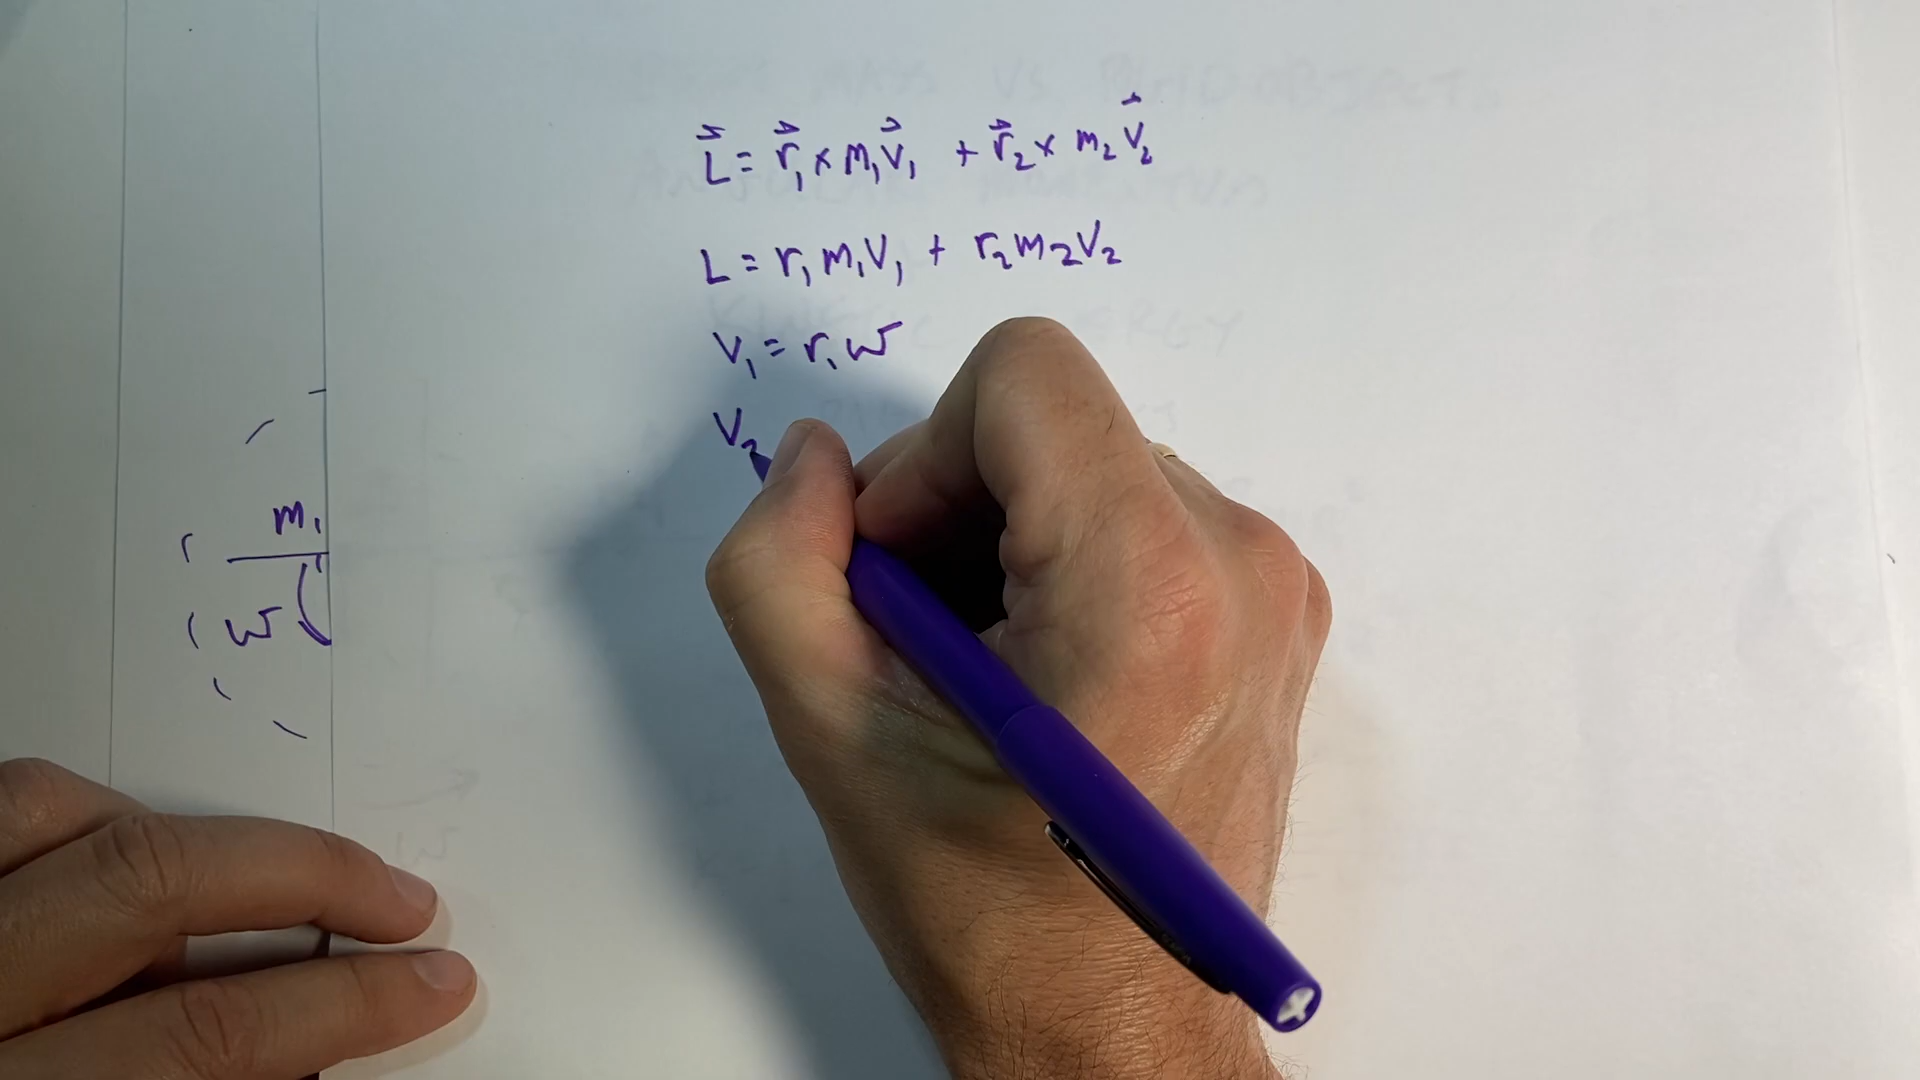 L⃗ = r⃗₁ × m₁v⃗₁ + r⃗₂ × m₂v⃗₂
L = r₁m₁v₁ + r₂m₂v₂
v₁ = r₁ω
v₂
m₁
ω